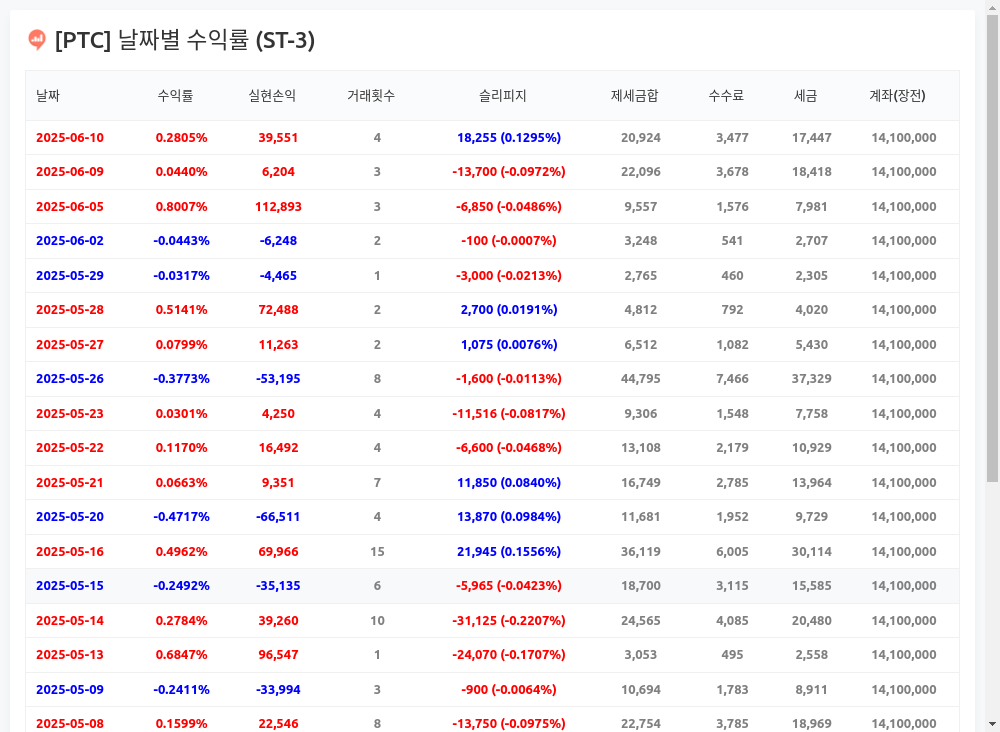 [PTC] 날짜별 수익률 (ST-3)
날짜 수익률 실현손익 거래횟수 슬리피지 제세금합 수수료 세금 계좌(장전)
2025-06-10 0.2805% 39,551 4 18,255 (0.1295%) 20,924 3,477 17,447 14,100,000
2025-06-09 0.0440% 6,204 3 -13,700 (-0.0972%) 22,096 3,678 18,418 14,100,000
2025-06-05 0.8007% 112,893 3 -6,850 (-0.0486%) 9,557 1,576 7,981 14,100,000
2025-06-02 -0.0443% -6,248 2 -100 (-0.0007%) 3,248 541 2,707 14,100,000
2025-05-29 -0.0317% -4,465 1 -3,000 (-0.0213%) 2,765 460 2,305 14,100,000
2025-05-28 0.5141% 72,488 2 2,700 (0.0191%) 4,812 792 4,020 14,100,000
2025-05-27 0.0799% 11,263 2 1,075 (0.0076%) 6,512 1,082 5,430 14,100,000
2025-05-26 -0.3773% -53,195 8 -1,600 (-0.0113%) 44,795 7,466 37,329 14,100,000
2025-05-23 0.0301% 4,250 4 -11,516 (-0.0817%) 9,306 1,548 7,758 14,100,000
2025-05-22 0.1170% 16,492 4 -6,600 (-0.0468%) 13,108 2,179 10,929 14,100,000
2025-05-21 0.0663% 9,351 7 11,850 (0.0840%) 16,749 2,785 13,964 14,100,000
2025-05-20 -0.4717% -66,511 4 13,870 (0.0984%) 11,681 1,952 9,729 14,100,000
2025-05-16 0.4962% 69,966 15 21,945 (0.1556%) 36,119 6,005 30,114 14,100,000
2025-05-15 -0.2492% -35,135 6 -5,965 (-0.0423%) 18,700 3,115 15,585 14,100,000
2025-05-14 0.2784% 39,260 10 -31,125 (-0.2207%) 24,565 4,085 20,480 14,100,000
2025-05-13 0.6847% 96,547 1 -24,070 (-0.1707%) 3,053 495 2,558 14,100,000
2025-05-09 -0.2411% -33,994 3 -900 (-0.0064%) 10,694 1,783 8,911 14,100,000
2025-05-08 0.1599% 22,546 8 -13,750 (-0.0975%) 22,754 3,785 18,969 14,100,000